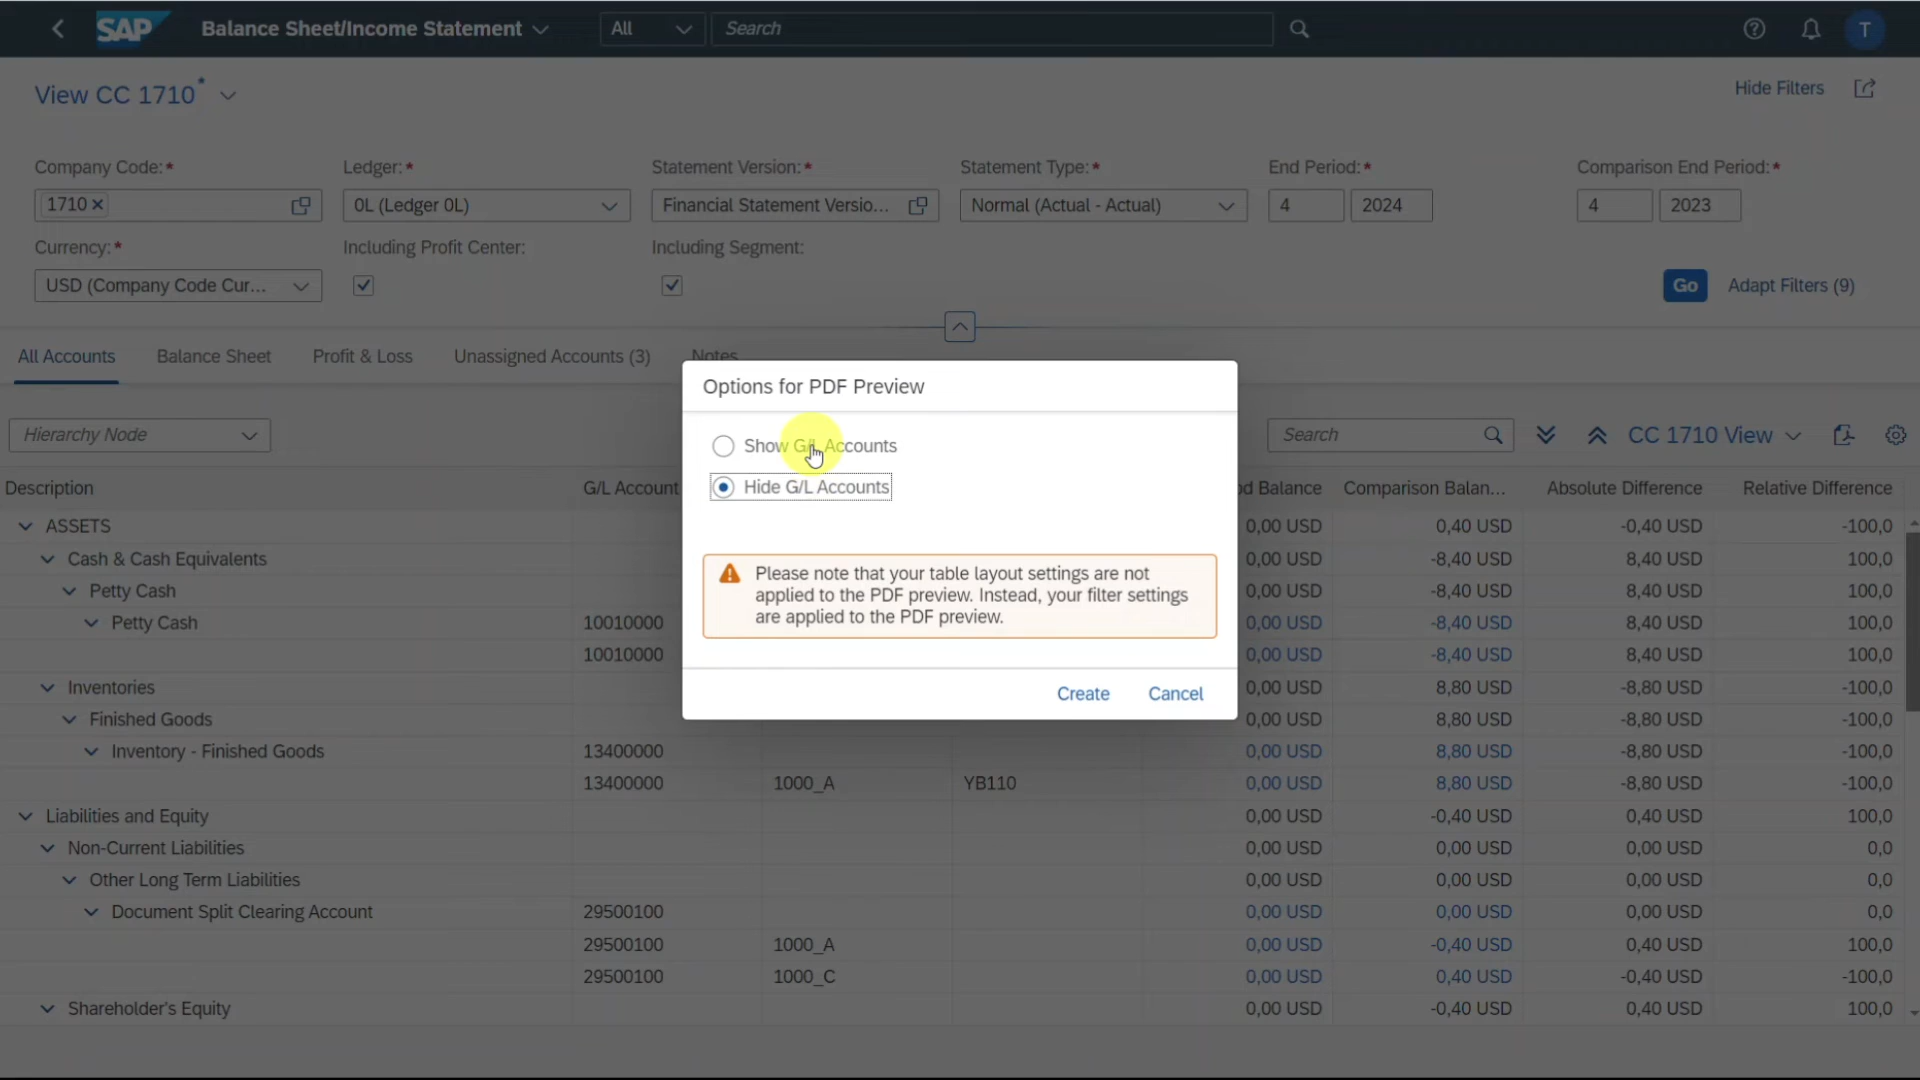 SAP
Balance Sheet/Income Statement
All
Search
T
View CC 1710*
Hide Filters
Company Code:*
Ledger:*
Statement Version:*
Statement Type:*
End Period:*
Comparison End Period:*
1710
0L (Ledger 0L)
Financial Statement Versio...
Normal (Actual - Actual)
4
2024
4
2023
Currency:*
Including Profit Center:
Including Segment:
USD (Company Code Cur...
Go
Adapt Filters (9)
All Accounts
Balance Sheet
Profit & Loss
Unassigned Accounts (3)
Notes
Options for PDF Preview
Show G/L Accounts
Hide G/L Accounts
Please note that your table layout settings are not
applied to the PDF preview. Instead, your filter settings
are applied to the PDF preview.
Create
Cancel
Hierarchy Node
Search
CC 1710 View
Description G/L Account Balance Comparison Balan... Absolute Difference Relative Difference
ASSETS 0,00 USD 0,40 USD -0,40 USD -100,0
Cash & Cash Equivalents 0,00 USD -8,40 USD 8,40 USD 100,0
Petty Cash 0,00 USD -8,40 USD 8,40 USD 100,0
Petty Cash 10010000 0,00 USD -8,40 USD 8,40 USD 100,0
10010000 0,00 USD -8,40 USD 8,40 USD 100,0
Inventories 0,00 USD 8,80 USD -8,80 USD -100,0
Finished Goods 0,00 USD 8,80 USD -8,80 USD -100,0
Inventory - Finished Goods 13400000 0,00 USD 8,80 USD -8,80 USD -100,0
13400000 1000_A YB110 0,00 USD 8,80 USD -8,80 USD -100,0
Liabilities and Equity 0,00 USD -0,40 USD 0,40 USD 100,0
Non-Current Liabilities 0,00 USD 0,00 USD 0,00 USD 0,0
Other Long Term Liabilities 0,00 USD 0,00 USD 0,00 USD 0,0
Document Split Clearing Account 29500100 0,00 USD 0,00 USD 0,00 USD 0,0
29500100 1000_A 0,00 USD -0,40 USD 0,40 USD 100,0
29500100 1000_C 0,00 USD 0,40 USD -0,40 USD -100,0
Shareholder's Equity 0,00 USD -0,40 USD 0,40 USD 100,0